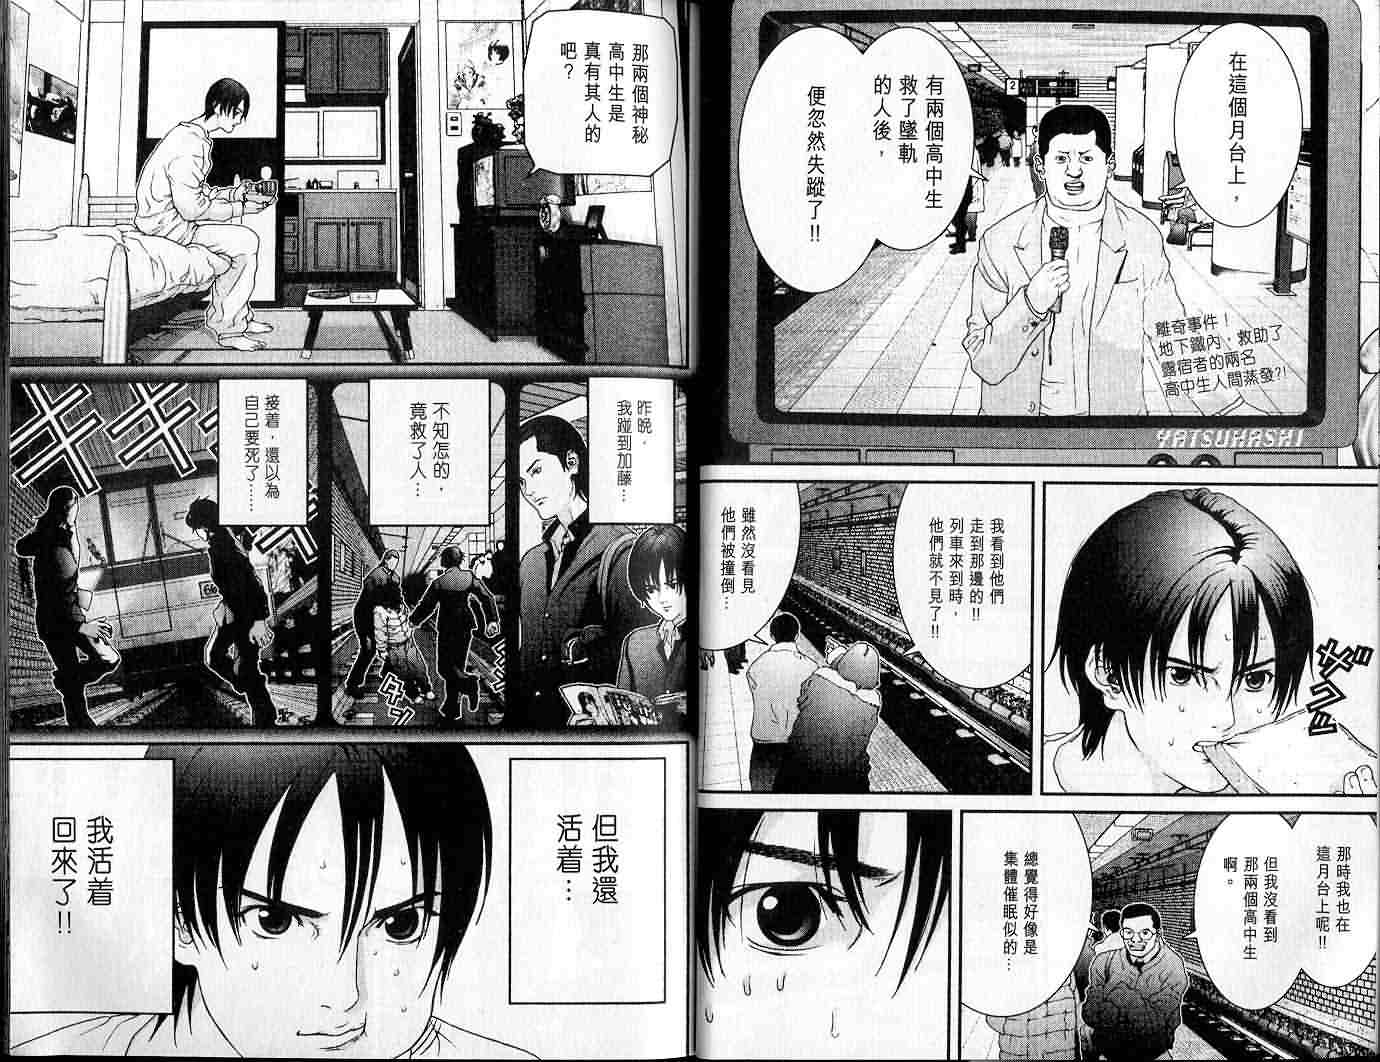 在這個月台上，
有兩個高中生
救了墜軌
的人後，
便忽然失蹤了!!
2
離奇事件！
地下鐵內，救助了
露宿者的兩名
高中生人間蒸發?!
YATSUHASHI
ザクッ
我看到他們
走到那邊的!!
列車來到時，
他們就不見了!!
雖然沒看見
他們被撞倒…
那時我也在
這月台上呢!!
但我沒看到
那兩個高中生
啊。
總覺得好像是
集體催眠似的…
那兩個神秘
高中生是
真有其人的
吧？
昨晚，
我碰到加藤…
不知怎的，
竟救了人…
接着，還以為
自己要死了……
キキキ
66
但我還
活着…
我活着
回來了!!